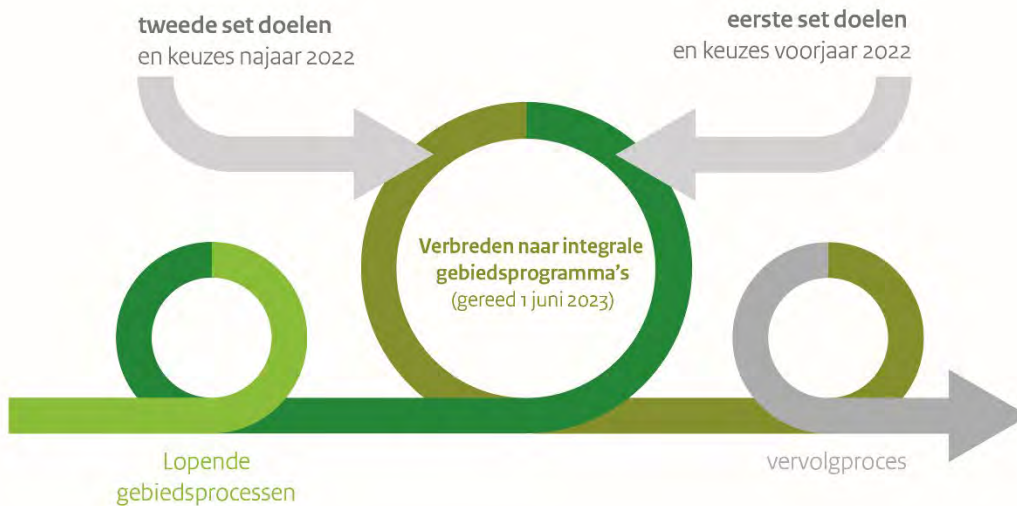 tweede set doelen
en keuzes najaar 2022
eerste set doelen
en keuzes voorjaar 2022
Verbreden naar integrale
gebiedsprogramma's
(gereed 1 juni 2023)
Lopende
gebiedsprocessen
vervolgproces